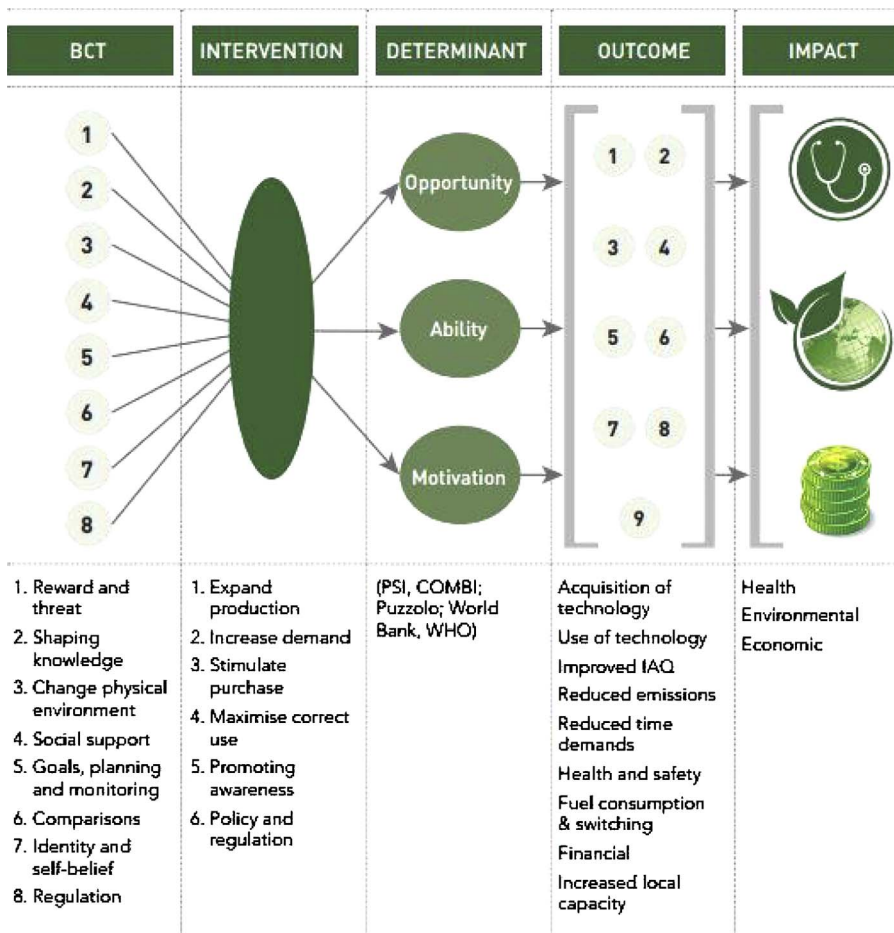 BCT
INTERVENTION
DETERMINANT
OUTCOME
IMPACT
1
2
3
4
5
6
7
8
Opportunity
Ability
Motivation
1 2
3 4
5 6
7 8
9
1. Reward and
threat
2. Shaping
knowledge
3. Change physical
environment
4. Social support
5. Goals, planning
and monitoring
6. Comparisons
7. Identity and
self-belief
8. Regulation
1. Expand
production
2. Increase demand
3. Stimulate
purchase
4. Maximise correct
use
5. Promoting
awareness
6. Policy and
regulation
(PSI, COMBI;
Puzzolo; World
Bank, WHO)
Acquisition of
technology
Use of technology
Improved IAQ
Reduced emissions
Reduced time
demands
Health and safety
Fuel consumption
& switching
Financial
Increased local
capacity
Health
Environmental
Economic